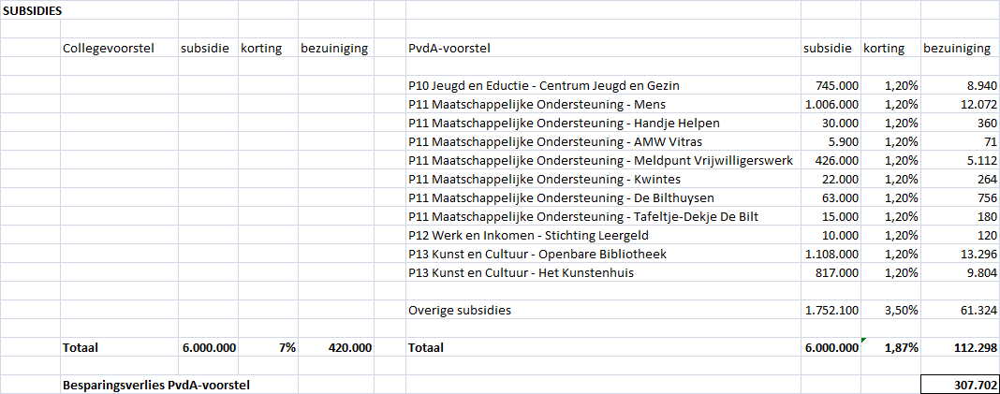 SUBSIDIES
Collegevoorstel subsidie korting bezuiniging PvdA-voorstel subsidie korting bezuiniging
P10 Jeugd en Eductie - Centrum Jeugd en Gezin 745.000 1,20% 8.940
P11 Maatschappelijke Ondersteuning - Mens 1.006.000 1,20% 12.072
P11 Maatschappelijke Ondersteuning - Handje Helpen 30.000 1,20% 360
P11 Maatschappelijke Ondersteuning - AMW Vitras 5.900 1,20% 71
P11 Maatschappelijke Ondersteuning - Meldpunt Vrijwilligerswerk 426.000 1,20% 5.112
P11 Maatschappelijke Ondersteuning - Kwintes 22.000 1,20% 264
P11 Maatschappelijke Ondersteuning - De Bilthuysen 63.000 1,20% 756
P11 Maatschappelijke Ondersteuning - Tafeltje-Dekje De Bilt 15.000 1,20% 180
P12 Werk en Inkomen - Stichting Leergeld 10.000 1,20% 120
P13 Kunst en Cultuur - Openbare Bibliotheek 1.108.000 1,20% 13.296
P13 Kunst en Cultuur - Het Kunstenhuis 817.000 1,20% 9.804
Overige subsidies 1.752.100 3,50% 61.324
Totaal 6.000.000 7% 420.000 Totaal 6.000.000 1,87% 112.298
Besparingsverlies PvdA-voorstel 307.702